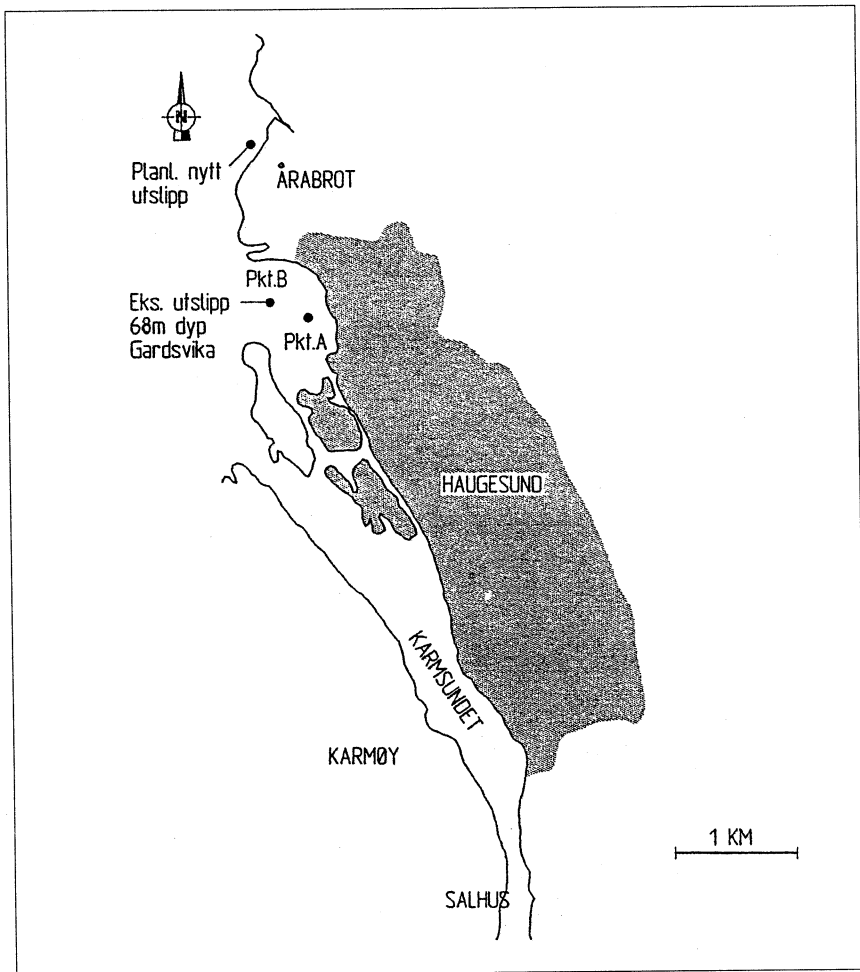 N
Planl. nytt
utslipp
ÅRABROT
Pkt.B
Eks. utslipp
68m dyp
Gardsvika
Pkt.A
HAUGESUND
KARMSUNDET
KARMØY
1 KM
SALHUS